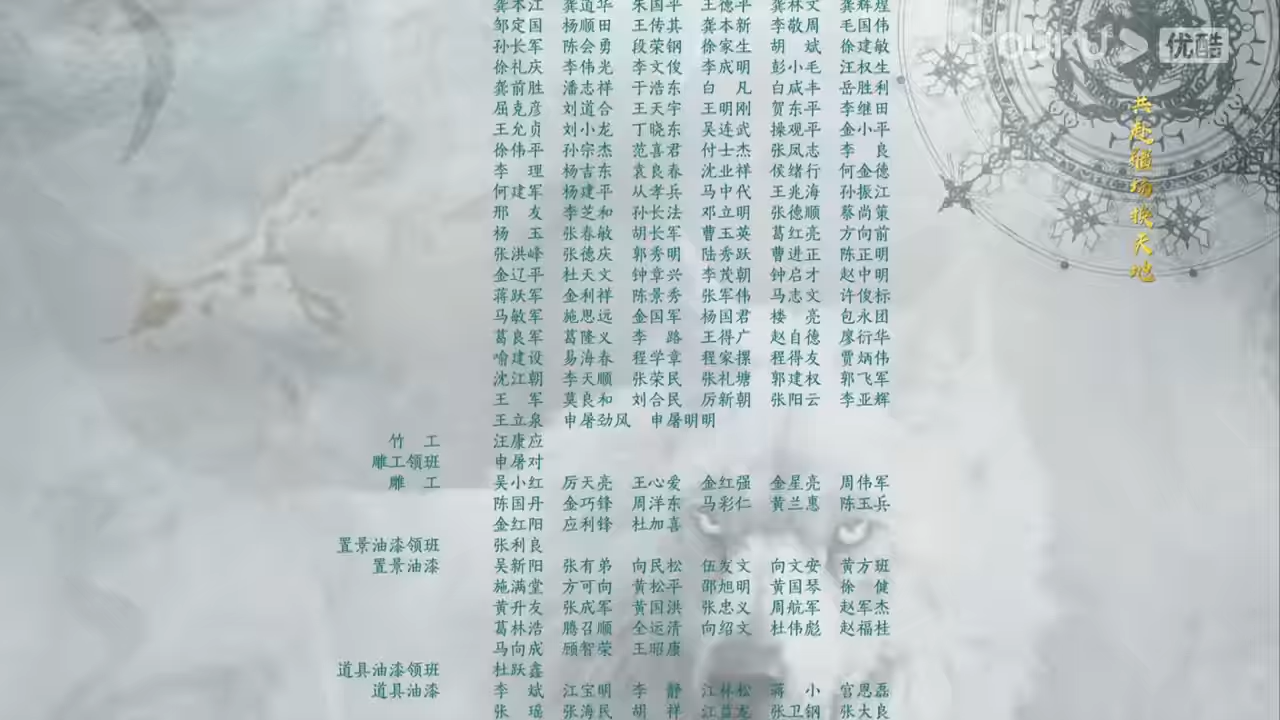 龚本江 龚道华 朱国平 王德平 龚林文 龚辉煌
邹定国 杨顺田 王传其 龚本新 李敬周 毛国伟
孙长军 陈会勇 段荣钢 徐家生 胡 斌 徐建敏
徐礼庆 李伟光 李文俊 李成明 彭小毛 汪权生
龚前胜 潘志祥 于浩东 白 凡 白咸丰 岳胜利
屈克彦 刘道合 王天宇 王明刚 贺东平 李继田
王允贞 刘小龙 丁晓东 吴连武 操观平 金小平
徐伟平 孙宗杰 范喜君 付士杰 张凤志 李 良
李 理 杨吉东 袁良春 沈业祥 侯绪行 何金德
何建军 杨建平 从孝兵 马中代 王兆海 孙振江
邢 友 李芝和 孙长法 邓立明 张德顺 蔡尚策
杨 玉 张春敏 胡长军 曹玉英 葛红亮 方向前
张洪峰 张德庆 郭秀明 陆秀跃 曹进正 陈正明
金辽平 杜天文 钟章兴 李茂朝 钟启才 赵中明
蒋跃军 金利祥 陈景秀 张军伟 马志文 许俊标
马敏军 施思远 金国军 杨国君 楼 亮 包永团
葛良军 葛隆义 李 路 王得广 赵自德 廖衍华
喻建设 易海春 程学章 程家摞 程得友 贾炳伟
沈江朝 李天顺 张荣民 张礼塘 郭建权 郭飞军
王 军 莫良和 刘合民 厉新朝 张阳云 李亚辉
王立泉 申屠劲风 申屠明明
竹 工 汪康应
雕工领班 申屠对
雕 工 吴小红 厉天亮 王心爱 金红强 金星亮 周伟军
陈国丹 金巧锋 周洋东 马彩仁 黄兰惠 陈玉兵
金红阳 应利锋 杜加喜
置景油漆领班 张利良
置景油漆 吴新阳 张有弟 向民松 伍发文 向文安 黄方班
施满堂 方可向 黄松平 邵旭明 黄国琴 徐 健
黄升友 张成军 黄国洪 张忠义 周航军 赵军杰
葛林浩 腾召顺 全运清 向绍文 杜伟彪 赵福桂
马向成 顾智荣 王昭康
道具油漆领班 杜跃鑫
道具油漆 李 斌 江宝明 李 静 江林松 蒋 小 宫恩磊
张 瑶 张海民 胡 祥 江益龙 张卫钢 张大良
YOUKU 优酷
共赴疆场换天地